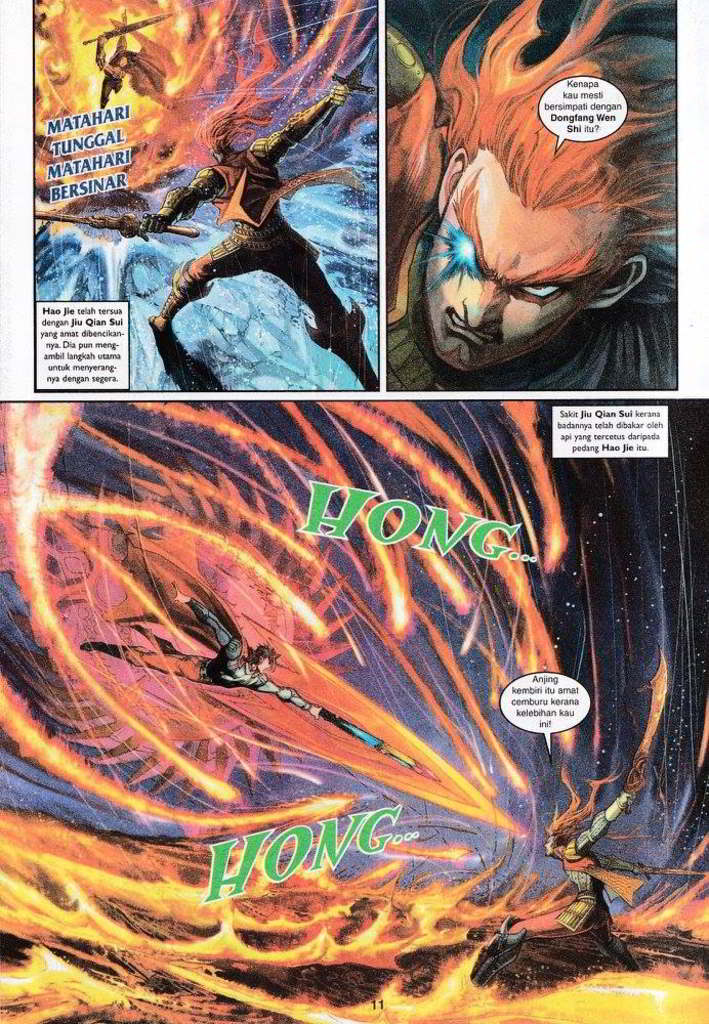 MATAHARI
TUNGGAL
MATAHARI
BERSINAR
Hao Jie telah tersua
dengan Jiu Qian Sui
yang amat dibencikan-
nya. Dia pun meng-
ambil langkah utama
untuk menyerang-
nya dengan segera.
Kenapa
kau mesti
bersimpati dengan
Dongfang Wen
Shi itu?
Sakit Jiu Qian Sui kerana
badannya telah dibakar oleh
api yang tercetus daripada
pedang Hao Jie itu.
HONG...
Anjing
kembiri itu amat
cemburu kerana
kelebihan kau
ini!
HONG...
11